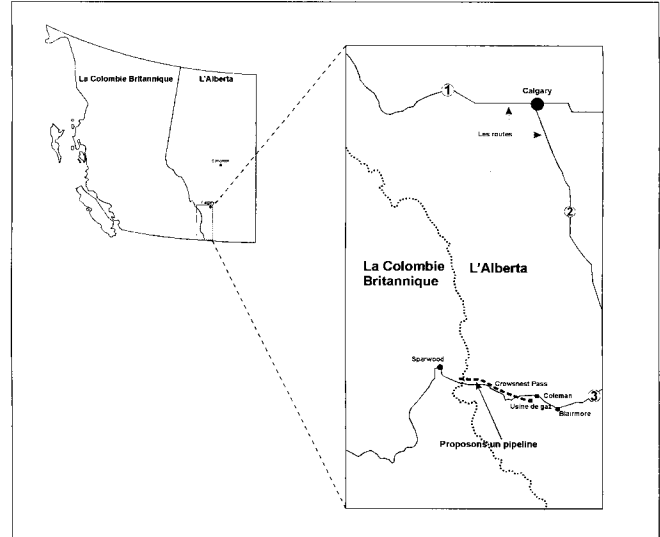 La Colombie Britannique
L'Alberta
1
Calgary
Les routes
2
La Colombie
Britannique
L'Alberta
Sparwood
Crowsnest Pass
Coleman
3
Usine de gaz
Blairmore
Proposons un pipeline